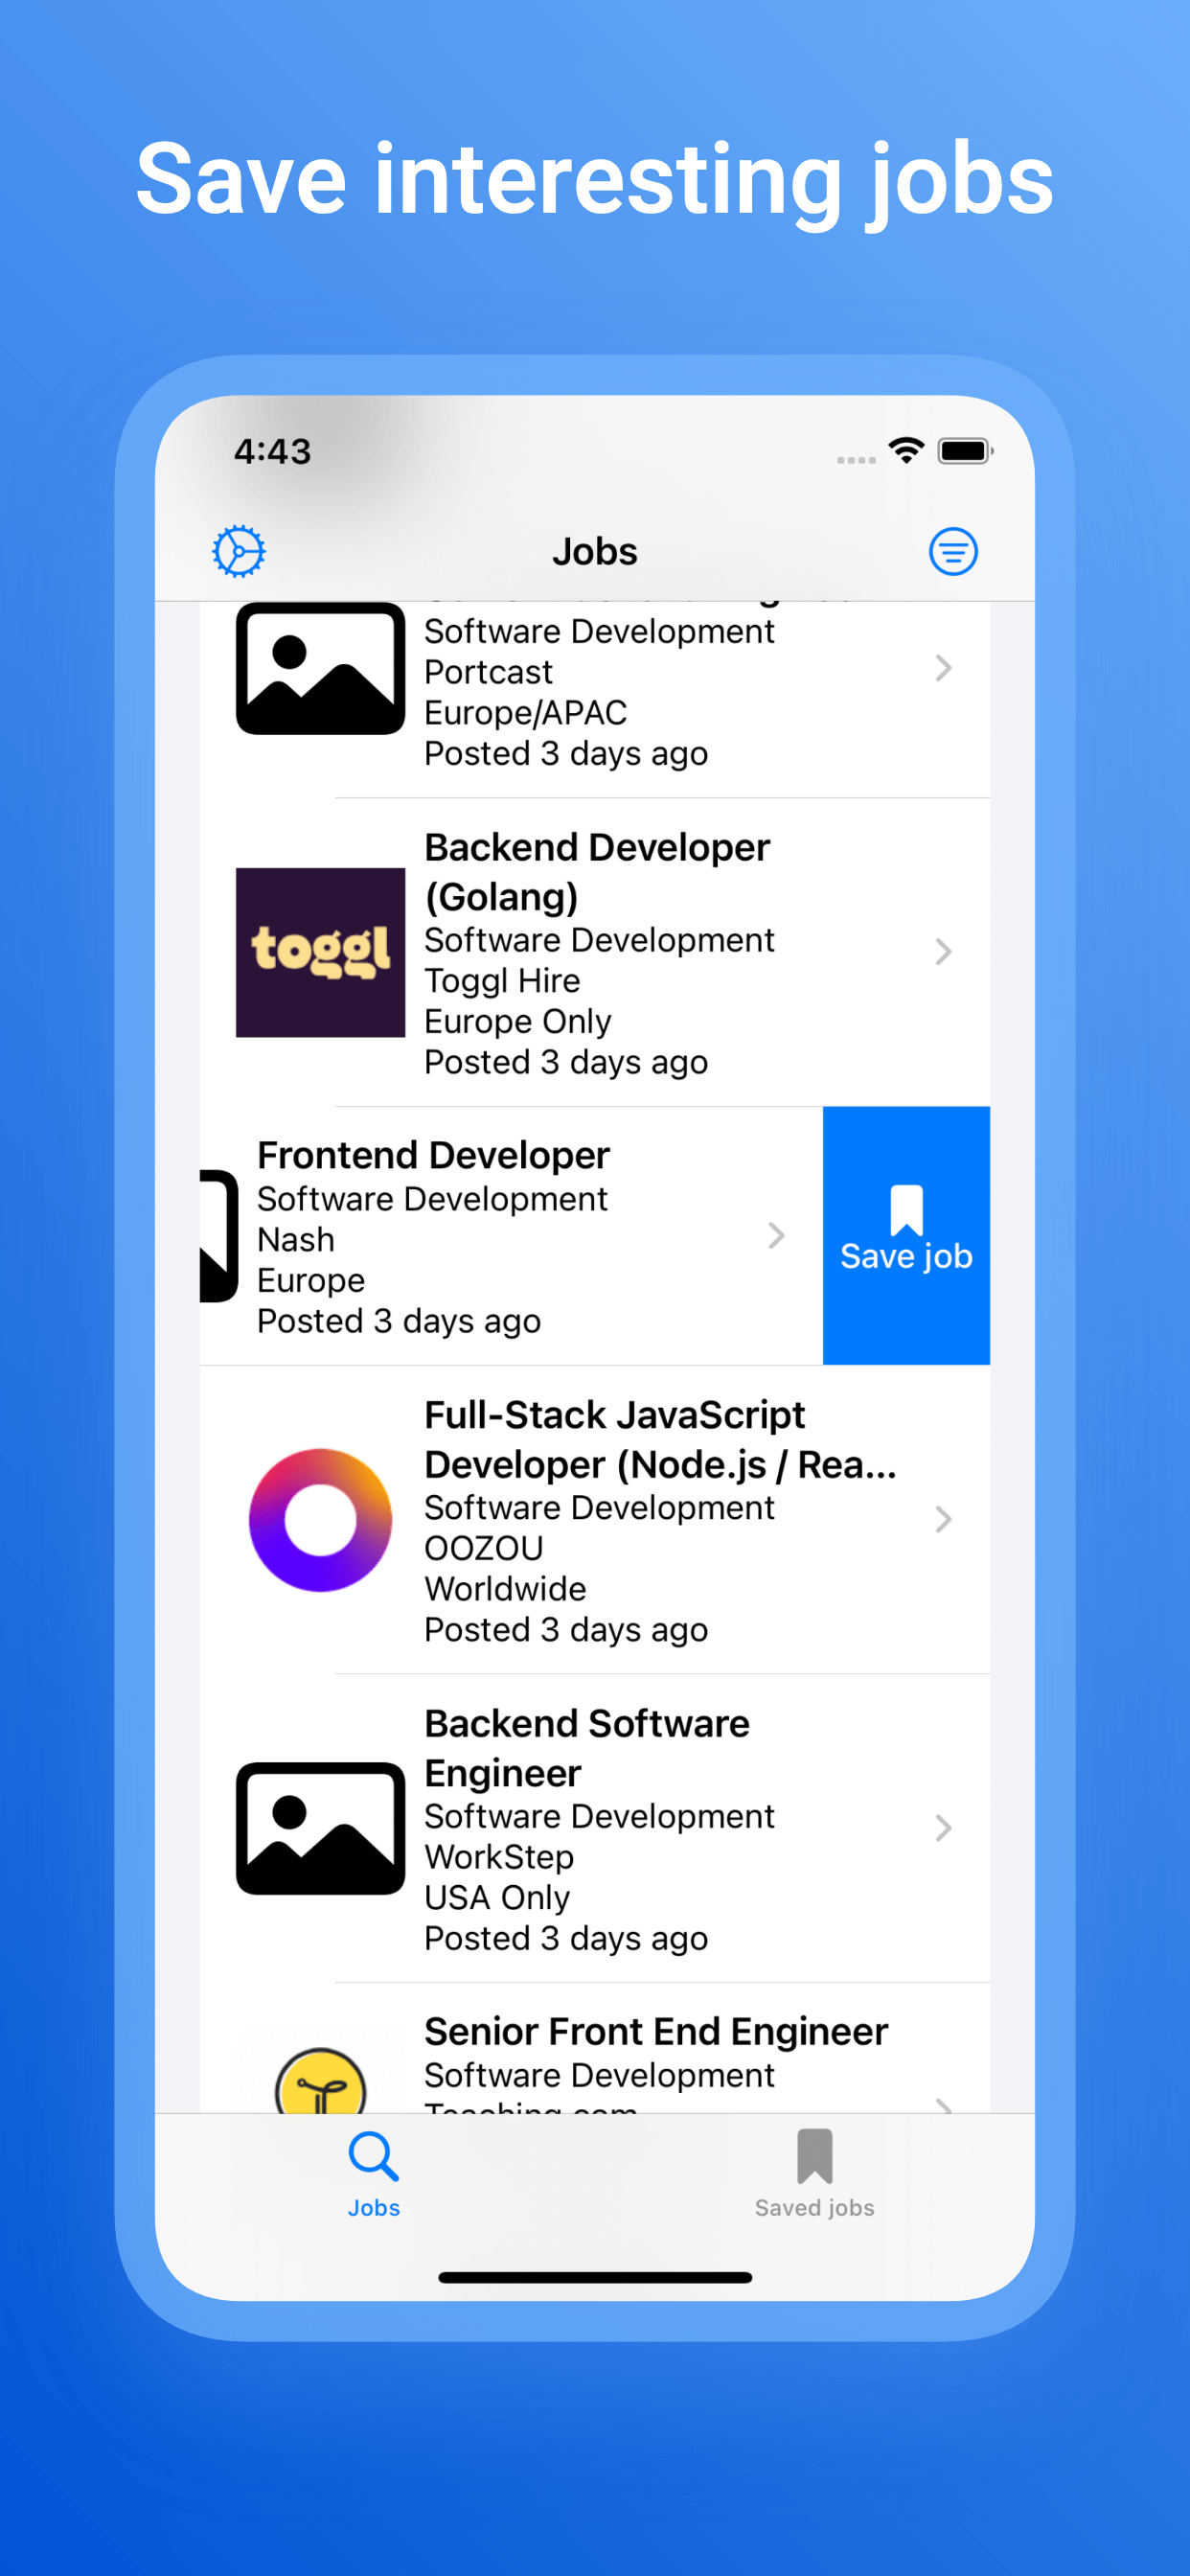 Save interesting jobs
4:43
Jobs
Software Development
Portcast
Europe/APAC
Posted 3 days ago
toggl
Backend Developer
(Golang)
Software Development
Toggl Hire
Europe Only
Posted 3 days ago
Frontend Developer
Software Development
Nash
Europe
Posted 3 days ago
Save job
Full-Stack JavaScript
Developer (Node.js / Rea...
Software Development
OOZOU
Worldwide
Posted 3 days ago
Backend Software
Engineer
Software Development
WorkStep
USA Only
Posted 3 days ago
Senior Front End Engineer
Software Development
Teaching.com
Jobs
Saved jobs